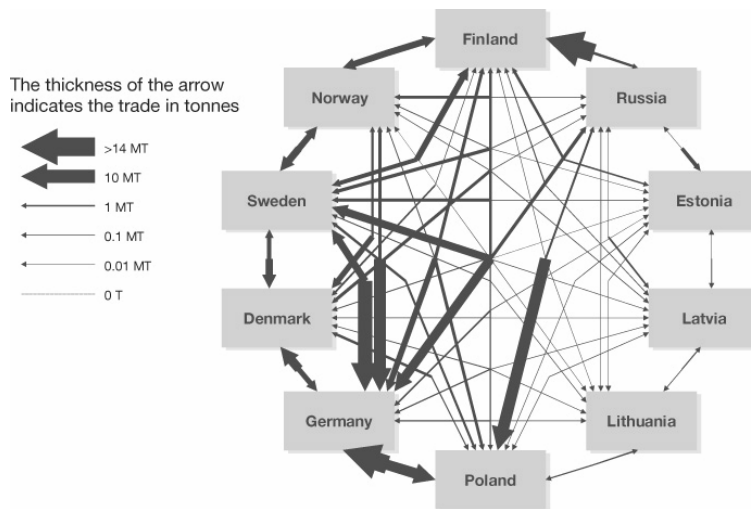 The thickness of the arrow
indicates the trade in tonnes
>14 MT
10 MT
1 MT
0.1 MT
0.01 MT
0 T
Finland
Norway
Russia
Sweden
Estonia
Denmark
Latvia
Germany
Lithuania
Poland